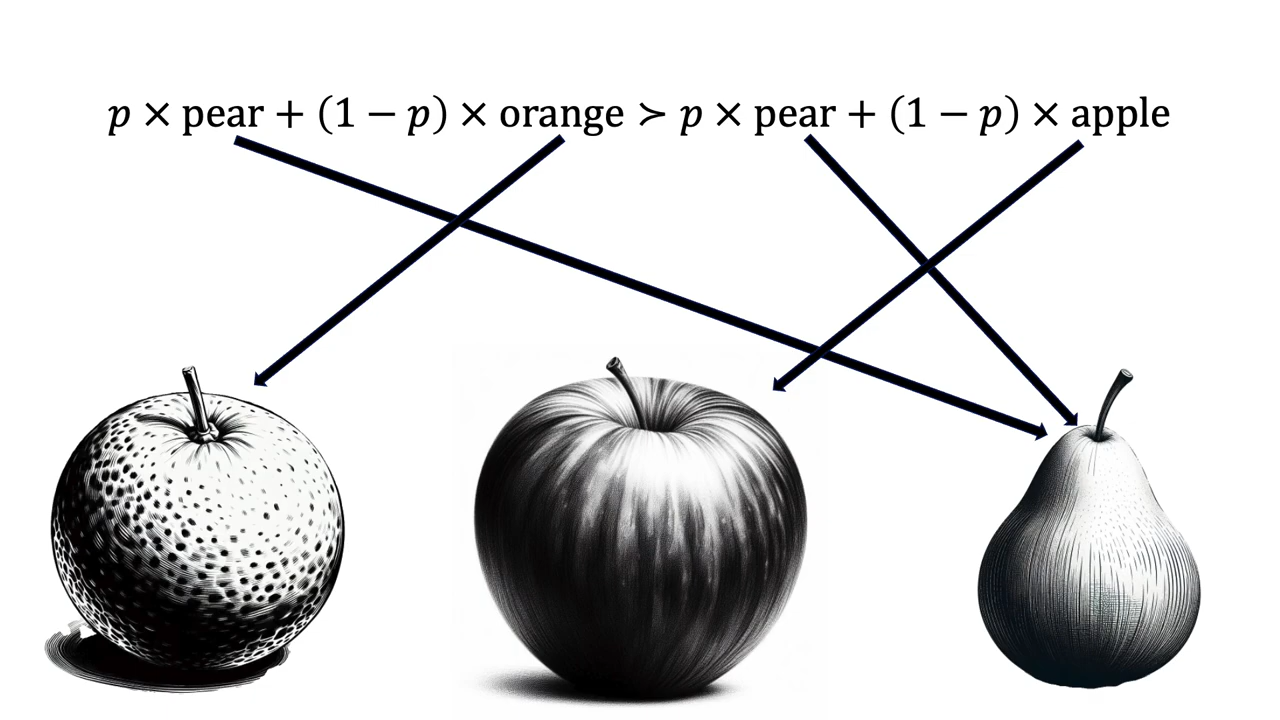 p × pear + (1 − p) × orange ≻ p × pear + (1 − p) × apple